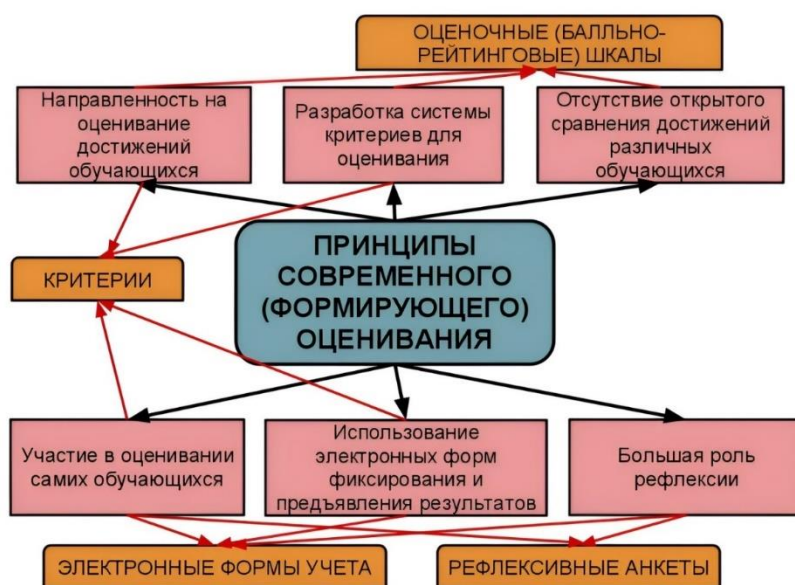 ОЦЕНОЧНЫЕ (БАЛЛЬНО-
РЕЙТИНГОВЫЕ) ШКАЛЫ
Направленность на
оценивание
достижений
обучающихся
Разработка системы
критериев для
оценивания
Отсутствие открытого
сравнения достижений
различных
обучающихся
ПРИНЦИПЫ
СОВРЕМЕННОГО
(ФОРМИРУЮЩЕГО)
ОЦЕНИВАНИЯ
КРИТЕРИИ
Участие в оценивании
самих обучающихся
Использование
электронных форм
фиксирования и
предъявления результатов
Большая роль
рефлексии
ЭЛЕКТРОННЫЕ ФОРМЫ УЧЕТА
РЕФЛЕКСИВНЫЕ АНКЕТЫ